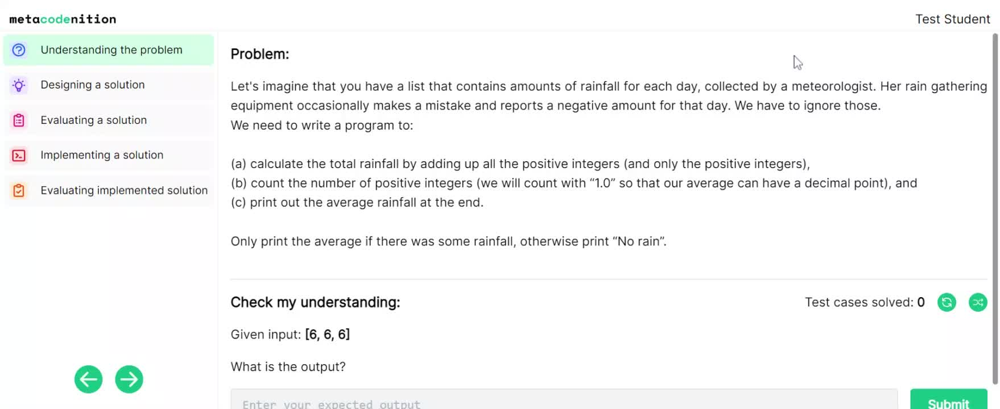 metacodenition
Test Student
Understanding the problem
Designing a solution
Evaluating a solution
Implementing a solution
Evaluating implemented solution
Problem:
Let's imagine that you have a list that contains amounts of rainfall for each day, collected by a meteorologist. Her rain gathering
equipment occasionally makes a mistake and reports a negative amount for that day. We have to ignore those.
We need to write a program to:
(a) calculate the total rainfall by adding up all the positive integers (and only the positive integers),
(b) count the number of positive integers (we will count with “1.0” so that our average can have a decimal point), and
(c) print out the average rainfall at the end.
Only print the average if there was some rainfall, otherwise print “No rain”.
Check my understanding:
Test cases solved: 0
Given input: [6, 6, 6]
What is the output?
Enter your expected output
Submit